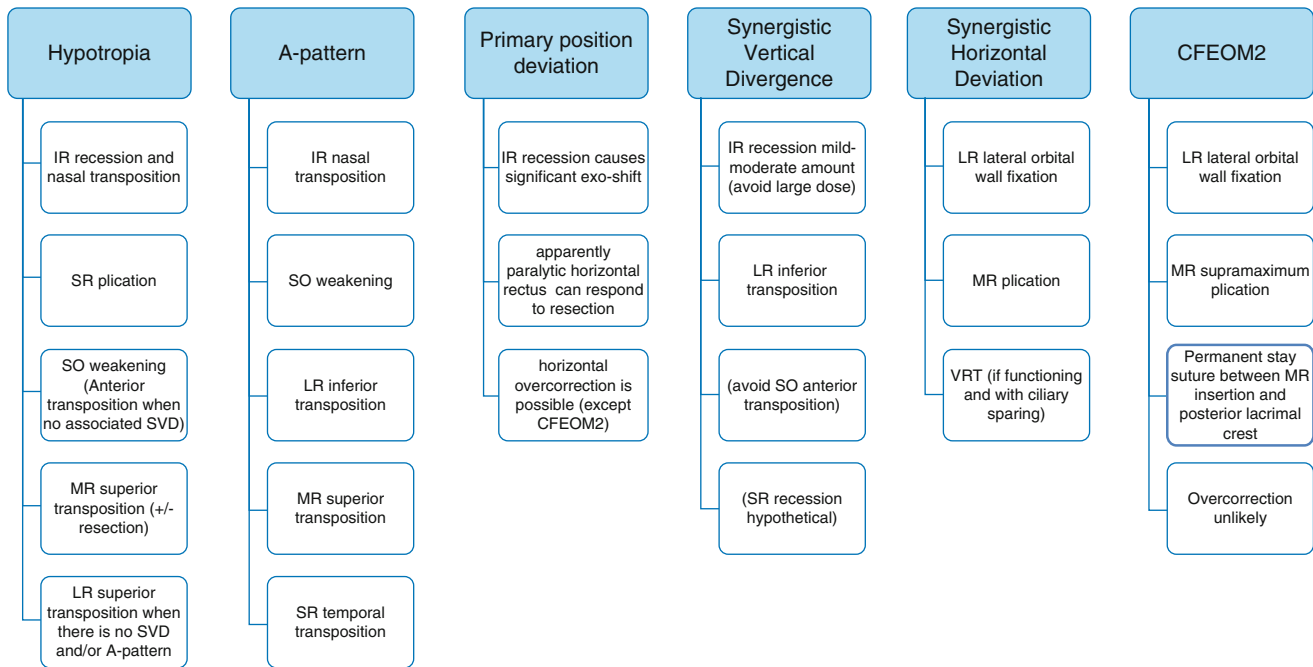 Hypotropia
IR recession and
nasal transposition
SR plication
SO weakening
(Anterior
transposition when
no associated SVD)
MR superior
transposition (+/-
resection)
LR superior
transposition when
there is no SVD
and/or A-pattern
A-pattern
IR nasal
transposition
SO weakening
LR inferior
transposition
MR superior
transposition
SR temporal
transposition
Primary position
deviation
IR recession causes
significant exo-shift
apparently
paralytic horizontal
rectus can respond
to resection
horizontal
overcorrection is
possible (except
CFEOM2)
Synergistic
Vertical
Divergence
IR recession mild-
moderate amount
(avoid large dose)
LR inferior
transposition
(avoid SO anterior
transposition)
(SR recession
hypothetical)
Synergistic
Horizontal
Deviation
LR lateral orbital
wall fixation
MR plication
VRT (if functioning
and with ciliary
sparing)
CFEOM2
LR lateral orbital
wall fixation
MR supramaximum
plication
Permanent stay
suture between MR
insertion and
posterior lacrimal
crest
Overcorrection
unlikely